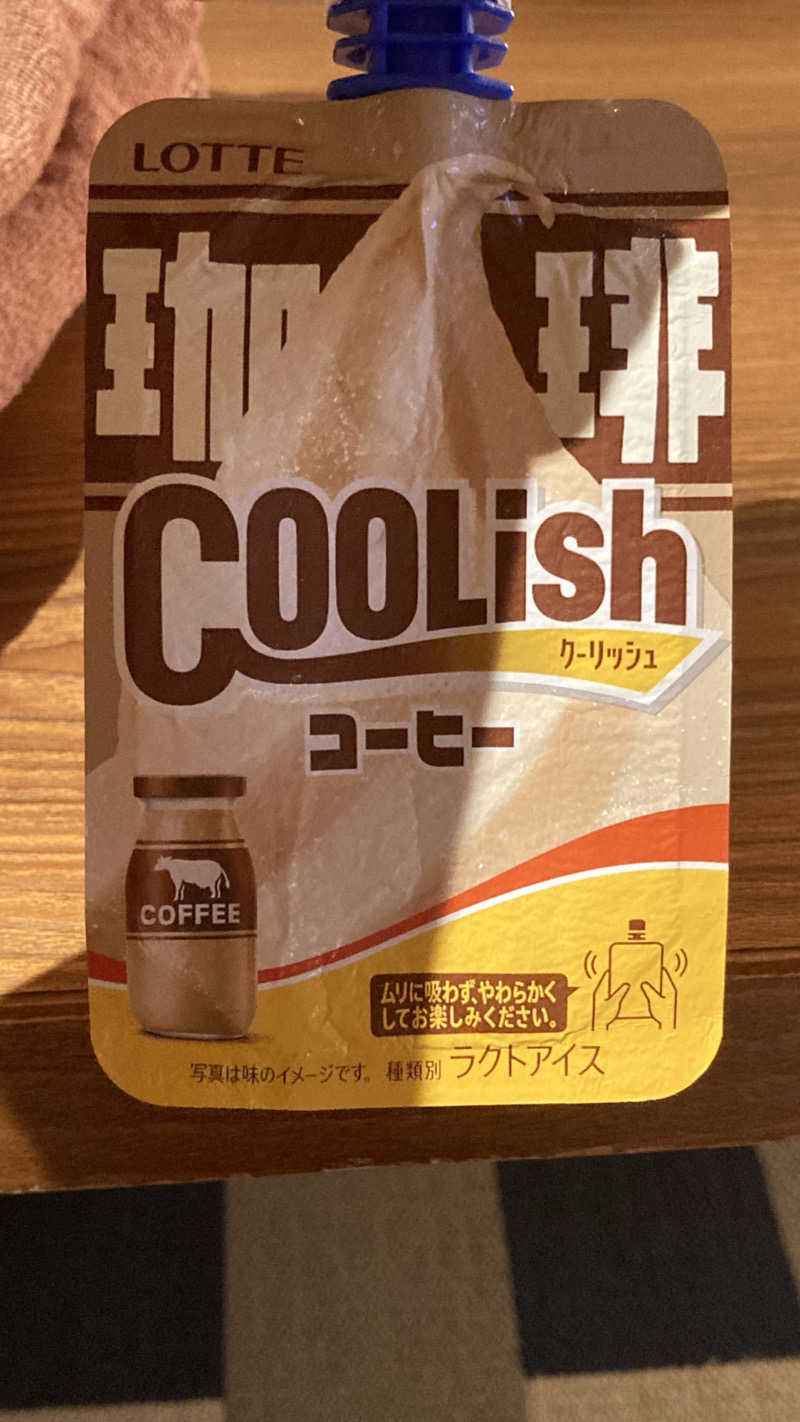 LOTTE
珈琲
COOLish
クーリッシュ
コーヒー
COFFEE
ムリに吸わず、やわらかく
してお楽しみください。
写真は味のイメージです。 種類別 ラクトアイス